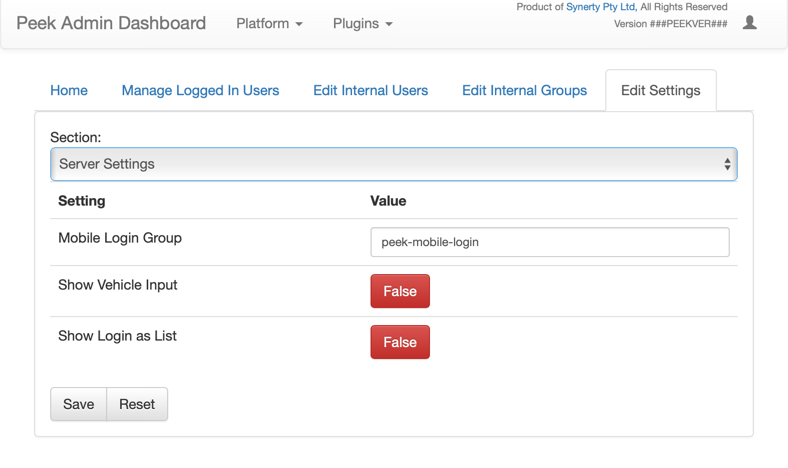 Product of Synerty Pty Ltd, All Rights Reserved
Peek Admin Dashboard Platform Plugins Version ###PEEKVER###
Home Manage Logged In Users Edit Internal Users Edit Internal Groups Edit Settings
Section:
Server Settings
Setting Value
Mobile Login Group peek-mobile-login
Show Vehicle Input False
Show Login as List False
Save Reset